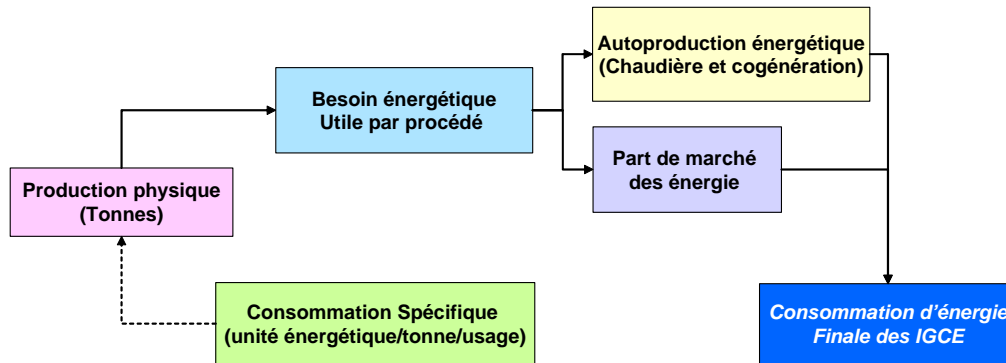 Autoproduction énergétique
(Chaudière et cogénération)
Besoin énergétique
Utile par procédé
Part de marché
des énergie
Production physique
(Tonnes)
Consommation Spécifique
(unité énergétique/tonne/usage)
Consommation d'énergie
Finale des IGCE